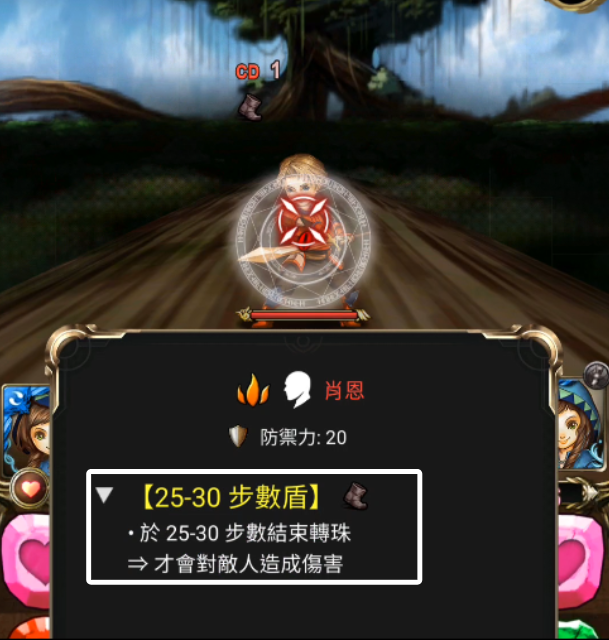 CD 1
肖恩
防禦力: 20
▼ 【25-30 步數盾】
• 於 25-30 步數結束轉珠
⇒ 才會對敵人造成傷害